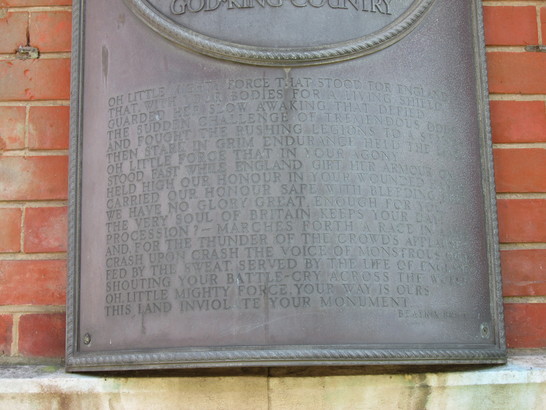 GOD·KING·COUNTRY
OH LITTLE FORCE THAT STOOD FOR ENGLAND
THAT, WITH YOUR BODIES FOR A LIVING SHIELD
GUARDED HER SLOW AWAKING THAT DEFIED
THE SUDDEN CHALLENGE OF
AND FOUGHT THE RUSHING LEGIONS TO
THEN STABLE IN GRIM ENDURANCE HELD THE
OH LITTLE FORCE THAT IN YOUR AGONY
STOOD FAST WHILE ENGLAND GIRT HER ARMOUR ON
HELD HIGH OUR HONOUR IN YOUR WOUNDED
CARRIED OUR HONOUR SAFE WITH BLEEDING
WE HAVE NO GLORY GREAT ENOUGH FOR
THE VERY SOUL OF BRITAIN KEEPS YOUR DAY
PROCESSION?— MARCHES FORTH A RACE IN
AND FOR THE THUNDER OF THE CROWD'S APPLAUSE
CRASH UPON CRASH THE VOICE OF MONSTROUS
FED BY THE SWEAT SERVED BY THE LIFE OF
SHOUTING YOUR BATTLE-CRY ACROSS THE
OH, LITTLE MIGHTY FORCE, YOUR WAY IS OURS
THIS LAND INVIOLATE YOUR MONUMENT